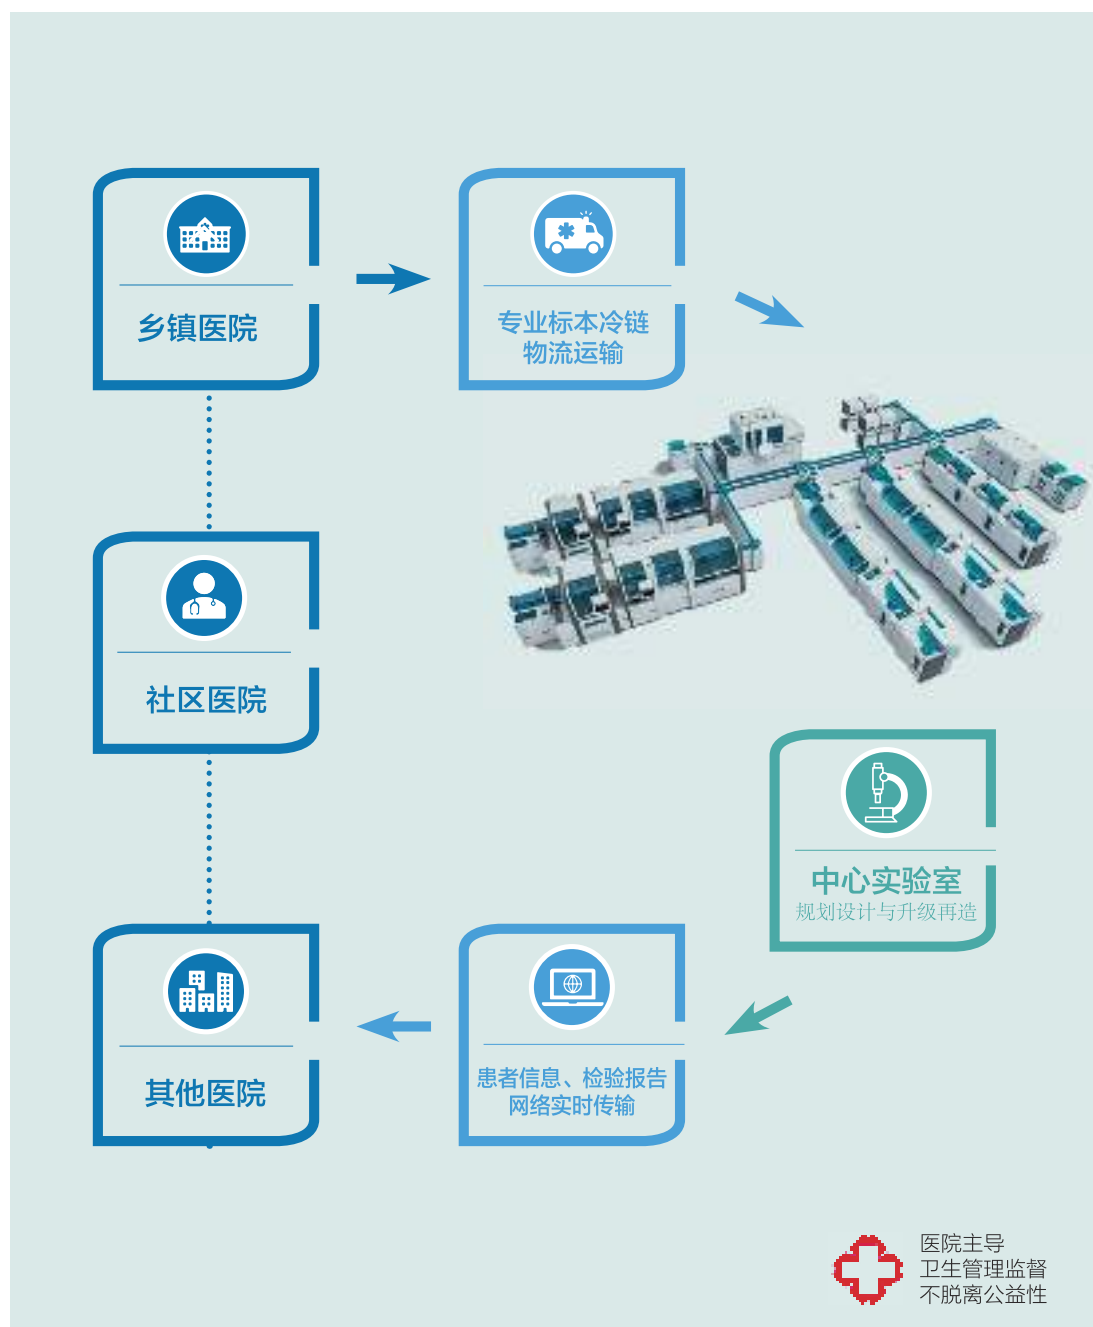 乡镇医院
专业标本冷链
物流运输
社区医院
中心实验室
规划设计与升级再造
其他医院
患者信息、检验报告
网络实时传输
医院主导
卫生管理监督
不脱离公益性